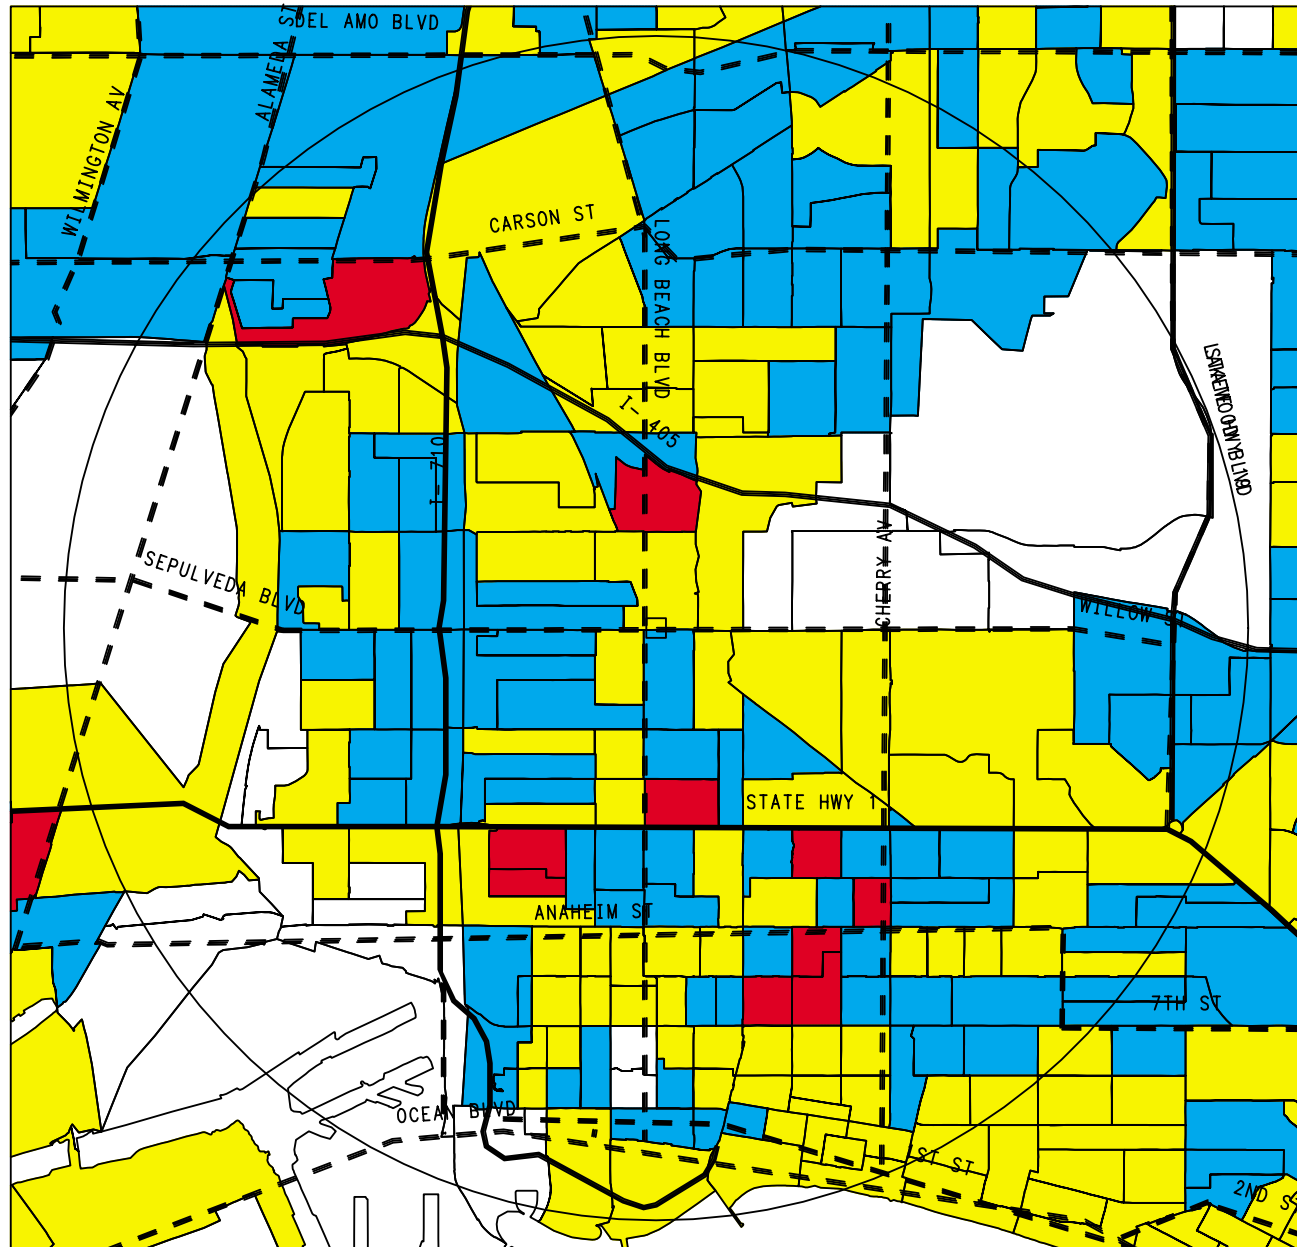 DEL AMO BLVD
ALAMEDA ST
WILMINGTON AV
CARSON ST
LONG BEACH BLVD
I- 405
I- 710
CHERRY AV
SEPULVEDA BLVD
WILLOW ST
STATE HWY 1
ANAHEIM ST
7TH ST
OCEAN BLVD
ST ST
2ND S